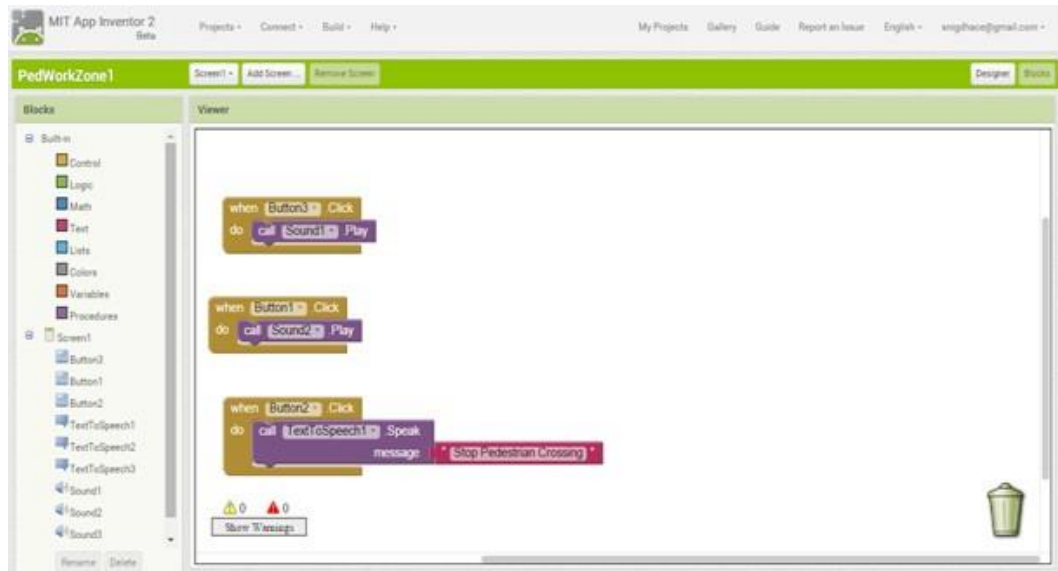 MIT App Inventor 2
Beta
Projects Connect Build Help My Projects Gallery Guide Report an Issue English snigdhace@gmail.com
PedWorkZone1 Screen1 Add Screen... Remove Screen Designer Blocks
Blocks Viewer
Built-in
Control
Logic
Math
Text
Lists
Colors
Variables
Procedures
Screen1
Button3
Button1
Button2
TextToSpeech1
TextToSpeech2
TextToSpeech3
Sound1
Sound2
Sound3
Rename Delete
when Button3 .Click
do call Sound1 .Play
when Button1 .Click
do call Sound2 .Play
when Button2 .Click
do call TextToSpeech1 .Speak
message " Stop Pedestrian Crossing "
0 0
Show Warnings